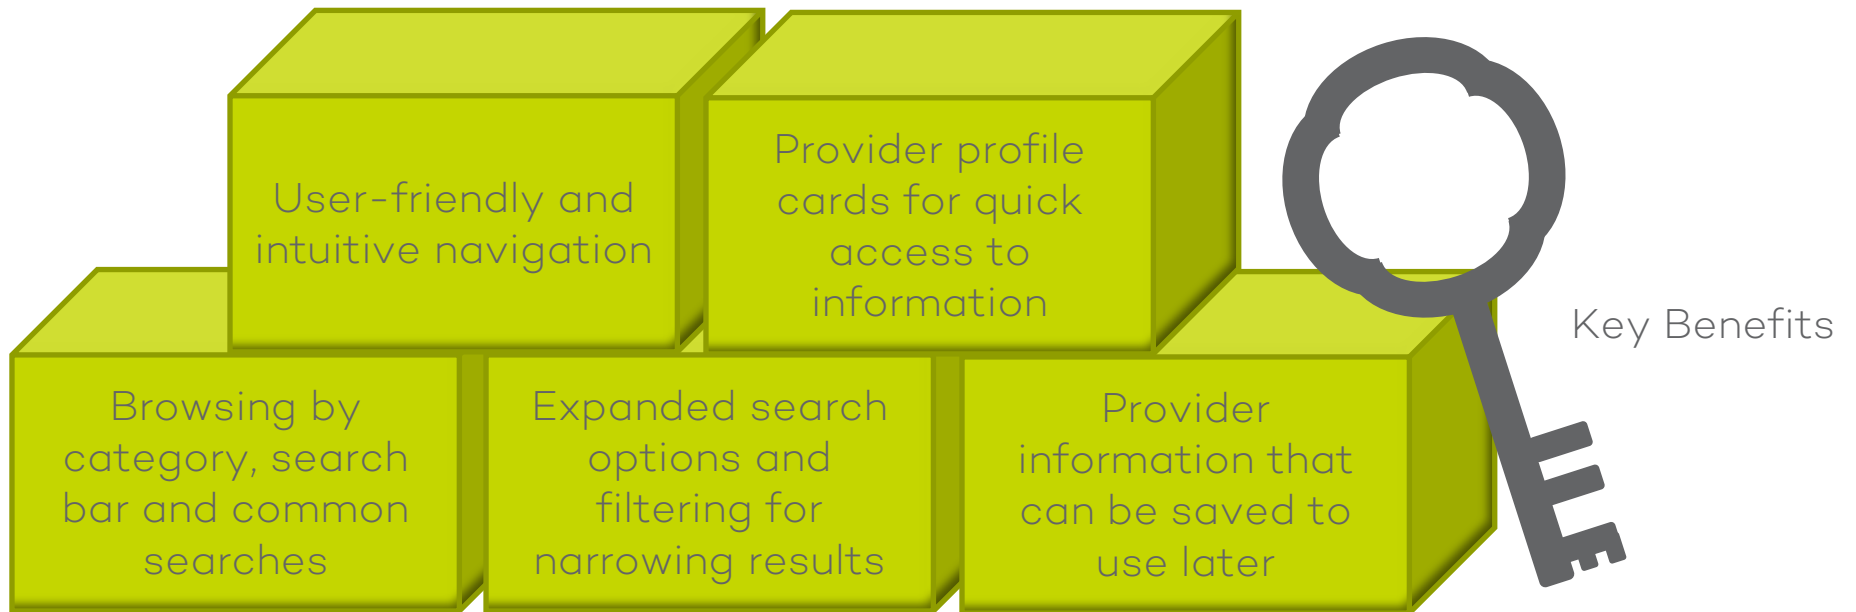 User-friendly and
intuitive navigation
Provider profile
cards for quick
access to
information
Key Benefits
Browsing by
category, search
bar and common
searches
Expanded search
options and
filtering for
narrowing results
Provider
information that
can be saved to
use later